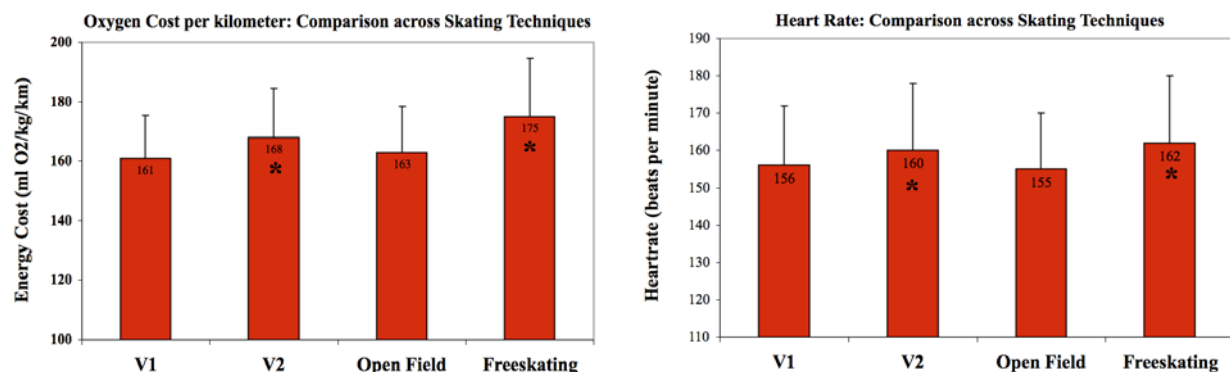 Oxygen Cost per kilometer: Comparison across Skating Techniques
Energy Cost (ml O2/kg/km)
200
180
160
140
120
100
161
168
*
163
175
*
V1
V2
Open Field
Freeskating
Heart Rate: Comparison across Skating Techniques
Heartrate (beats per minute)
190
180
170
160
150
140
130
120
110
156
160
*
155
162
*
V1
V2
Open Field
Freeskating